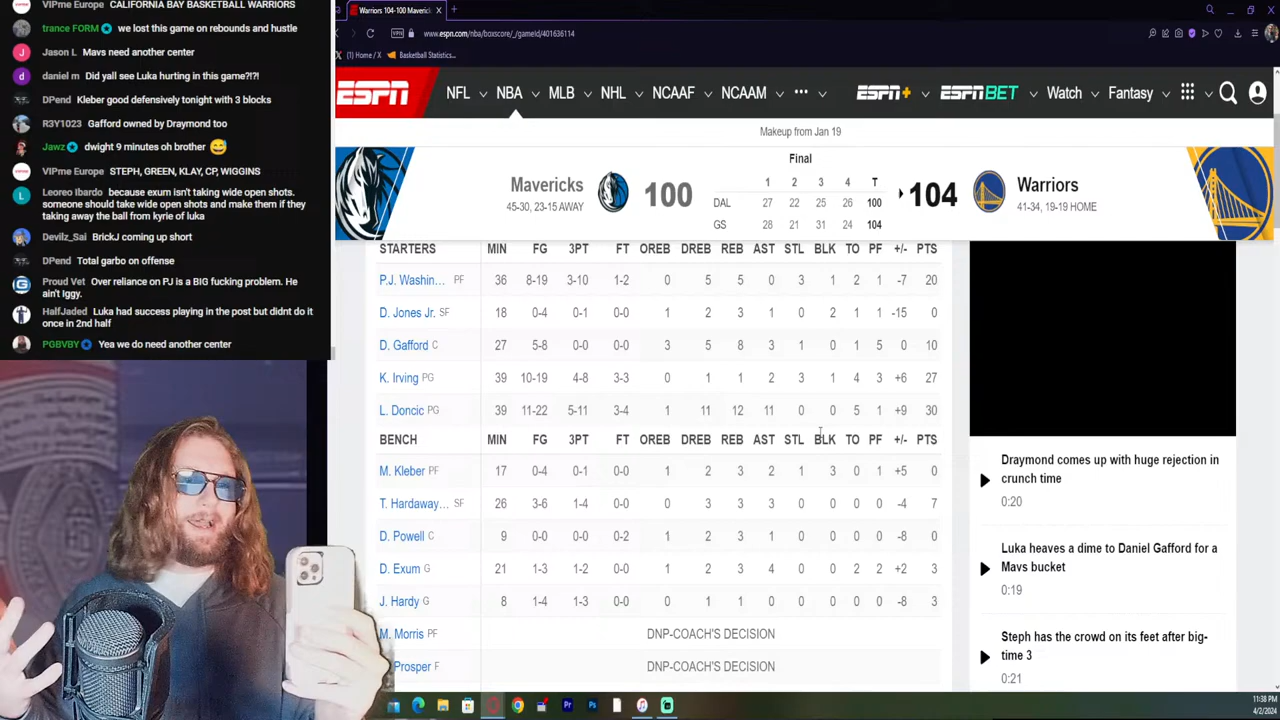 VIPme Europe CALIFORNIA BAY BASKETBALL WARRIORS
trance FORM we lost this game on rebounds and hustle
Jason L Mavs need another center
daniel m Did yall see Luka hurting in this game?!?!
DPend Kleber good defensively tonight with 3 blocks
R3Y1023 Gafford owned by Draymond too
Jawz dwight 9 minutes oh brother 😅
VIPme Europe STEPH, GREEN, KLAY, CP, WIGGINS
Leoreo Ibardo because exum isn't taking wide open shots.
someone should take wide open shots and make them if they
taking away the ball from kyrie of luka
Devilz_Sai BrickJ coming up short
DPend Total garbo on offense
Proud Vet Over reliance on PJ is a BIG fucking problem. He
ain't Iggy.
HalfJaded Luka had success playing in the post but didnt do it
once in 2nd half
PGBVBY Yea we do need another center
Warriors 104-100 Maverick
VPN www.espn.com/nba/boxscore/_/gameId/401636114
(1) Home / X Basketball Statistics...
ESPN NFL NBA MLB NHL NCAAF NCAAM ••• ESPN+ ESPN BET Watch Fantasy
Makeup from Jan 19
Final
Mavericks 100
45-30, 23-15 AWAY
1 2 3 4 T
DAL 27 22 25 26 100
GS 28 21 31 24 104
104 Warriors
41-34, 19-19 HOME
STARTERS MIN FG 3PT FT OREB DREB REB AST STL BLK TO PF +/- PTS
P.J. Washin... PF 36 8-19 3-10 1-2 0 5 5 0 3 1 2 1 -7 20
D. Jones Jr. SF 18 0-4 0-1 0-0 1 2 3 1 0 2 1 1 -15 0
D. Gafford C 27 5-8 0-0 0-0 3 5 8 3 1 0 1 5 0 10
K. Irving PG 39 10-19 4-8 3-3 0 1 1 2 3 1 4 3 +6 27
L. Doncic PG 39 11-22 5-11 3-4 1 11 12 11 0 0 5 1 +9 30
BENCH MIN FG 3PT FT OREB DREB REB AST STL BLK TO PF +/- PTS
M. Kleber PF 17 0-4 0-1 0-0 1 2 3 2 1 3 0 1 +5 0
T. Hardaway... SF 26 3-6 1-4 0-0 0 3 3 3 0 0 0 0 -4 7
D. Powell C 9 0-0 0-0 0-2 1 2 3 1 0 0 0 0 -8 0
D. Exum G 21 1-3 1-2 0-0 1 2 3 4 0 0 2 2 +2 3
J. Hardy G 8 1-4 1-3 0-0 0 1 1 0 0 0 0 0 -8 3
M. Morris PF DNP-COACH'S DECISION
Prosper F DNP-COACH'S DECISION
Draymond comes up with huge rejection in
crunch time
0:20
Luka heaves a dime to Daniel Gafford for a
Mavs bucket
0:19
Steph has the crowd on its feet after big-
time 3
0:21
11:38 PM
4/2/2024